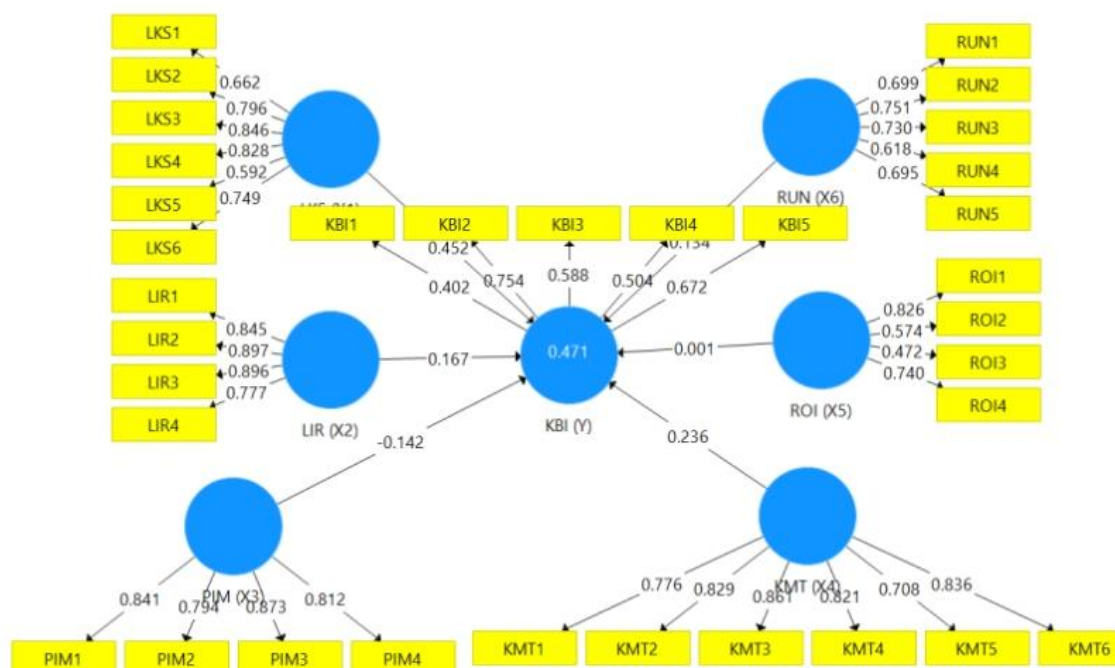 LKS1
LKS2
LKS3
LKS4
LKS5
LKS6
0.662
0.796
0.846
0.828
0.592
0.749
RUN1
RUN2
RUN3
RUN4
RUN5
0.699
0.751
0.730
0.618
0.695
RUN (X6)
KBI1
KBI2
KBI3
KBI4
KBI5
0.452
0.134
0.402
0.754
0.588
0.504
0.672
LIR1
LIR2
LIR3
LIR4
0.845
0.897
0.896
0.777
LIR (X2)
0.167
0.471
KBI (Y)
0.001
ROI1
ROI2
ROI3
ROI4
0.826
0.574
0.472
0.740
ROI (X5)
-0.142
0.236
PIM (X3)
0.841
0.794
0.873
0.812
PIM1
PIM2
PIM3
PIM4
KMT (X4)
0.776
0.829
0.861
0.821
0.708
0.836
KMT1
KMT2
KMT3
KMT4
KMT5
KMT6